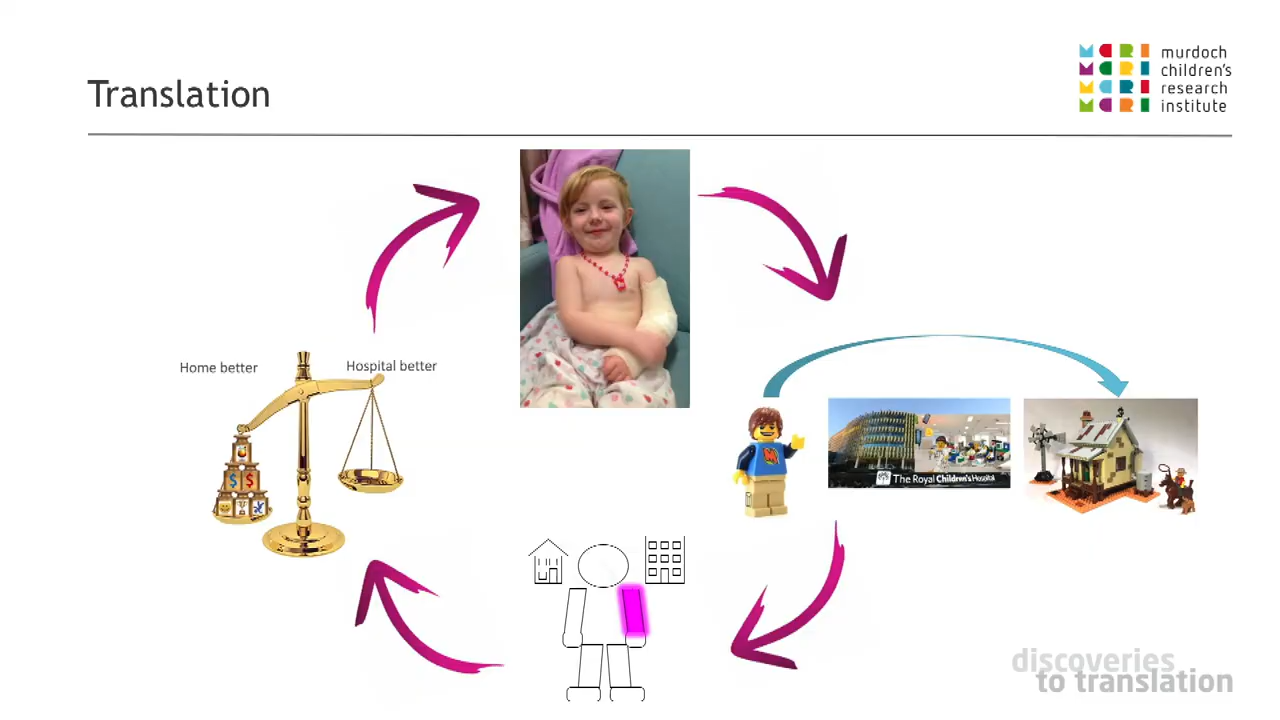 Translation
murdoch
children's
research
institute
Home better
Hospital better
$ $
The Royal Children's Hospital
discoveries
to translation